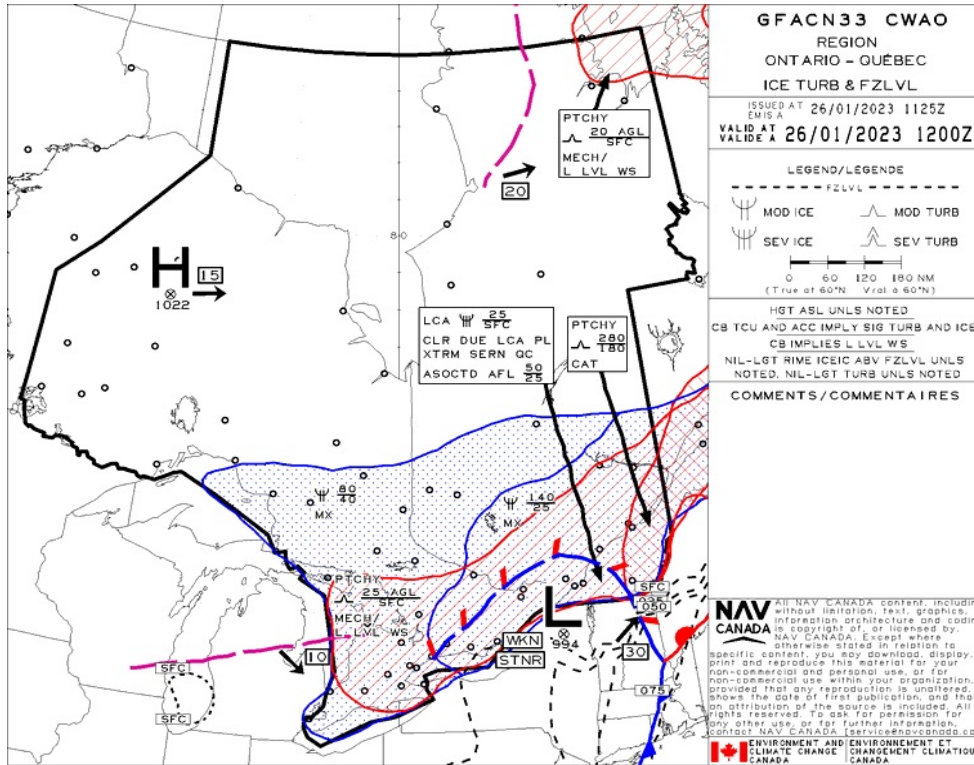 GFACN33 CWAO
REGION
ONTARIO - QUÉBEC
ICE TURB & FZLVL
ISSUED AT
ÉMIS A
26/01/2023 1125Z
VALID AT
VALIDE A
26/01/2023 1200Z
LEGEND/LÉGENDE
FZLVL
MOD ICE
MOD TURB
SEV ICE
SEV TURB
0 60 120 180 NM
(True at 60°N Vrai à 60°N)
HGT ASL UNLS NOTED
CB TCU AND ACC IMPLY SIG TURB AND ICE
CB IMPLIES L LVL WS
NIL-LGT RIME ICEIC ABV FZLVL UNLS
NOTED. NIL-LGT TURB UNLS NOTED
COMMENTS/COMMENTAIRES
PTCHY
20 AGL
SFC
MECH/
L LVL WS
20
80
H
15
1022
LCA 25
SFC
CLR DUE LCA PL
XTRM SERN QC
ASOCTD AFL 50
25
PTCHY
280
180
CAT
80
40
MX
140
25
MX
PTCHY
25 AGL
SFC
MECH/
L LVL WS
10
SFC
SFC
WKN
STNR
L
994
30
SFC
050
075
NAV
CANADA
All NAV CANADA content, includin
without limitation, text, graphics,
information architecture and codin
is copyright of, or licensed by,
NAV CANADA. Except where
otherwise stated in relation to
specific content, you may download, display,
print and reproduce this material for your
non-commercial and personal use, or for
non-commercial use within your organization,
provided that any reproduction is unaltered,
shows the date of first publication, and tha
an attribution of the source is included. All
rights reserved. To ask for permission for
any other use, or for further information,
contact NAV CANADA [service@navcanada.ca
ENVIRONMENT AND
CLIMATE CHANGE
CANADA
ENVIRONNEMENT ET
CHANGEMENT CLIMATIQU
CANADA